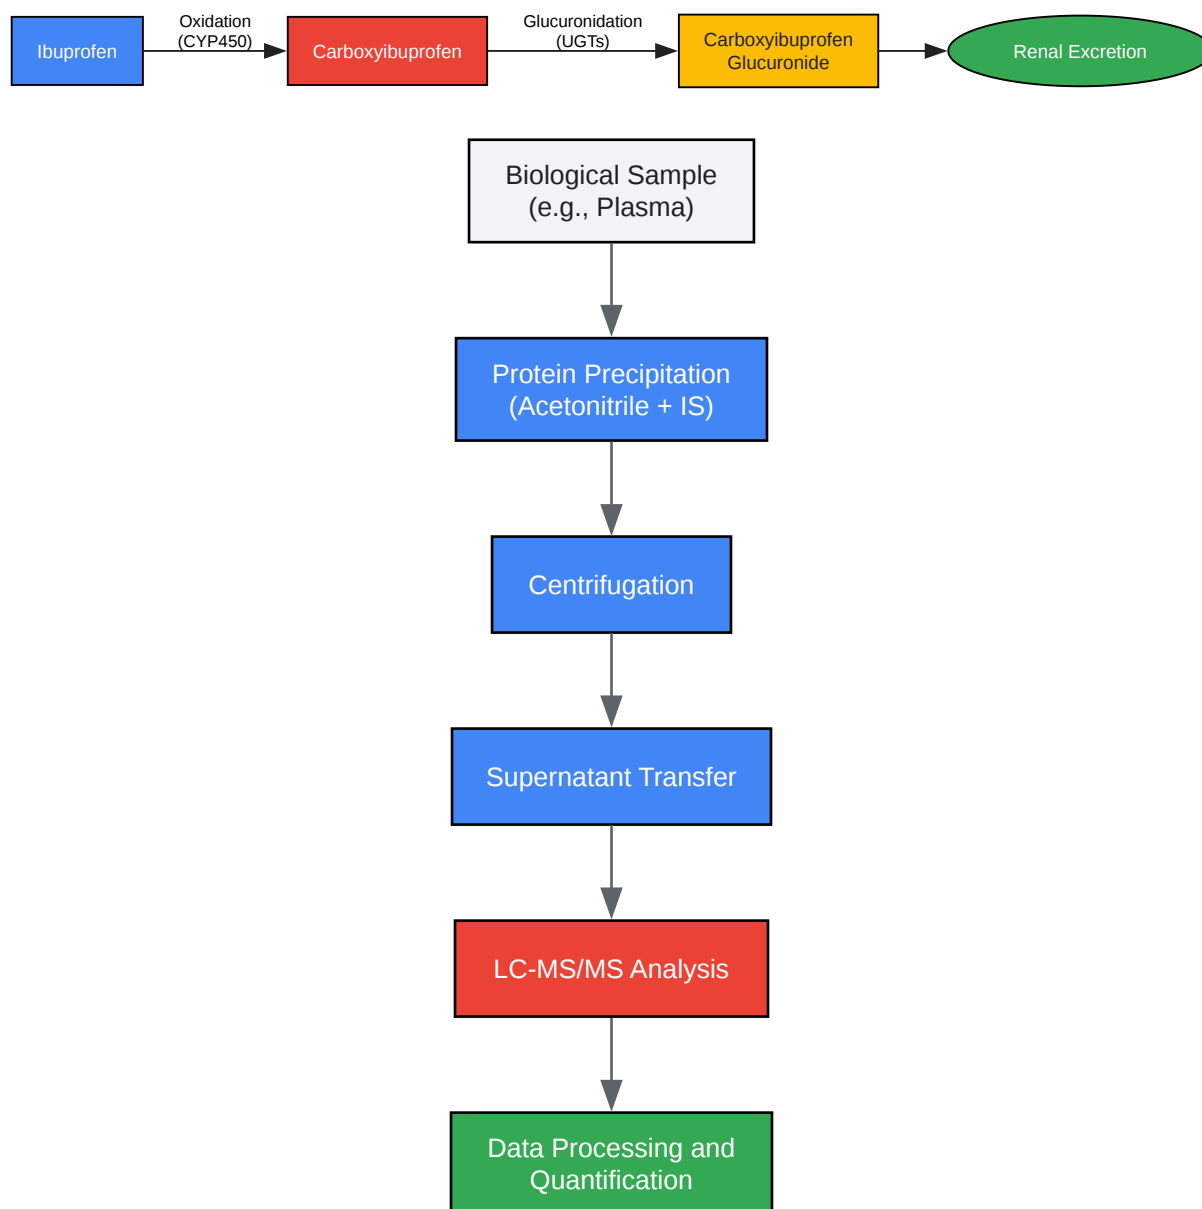 Ibuprofen
Oxidation
(CYP450)
Carboxyibuprofen
Glucuronidation
(UGTs)
Carboxyibuprofen
Glucuronide
Renal Excretion
Biological Sample
(e.g., Plasma)
Protein Precipitation
(Acetonitrile + IS)
Centrifugation
Supernatant Transfer
LC-MS/MS Analysis
Data Processing and
Quantification